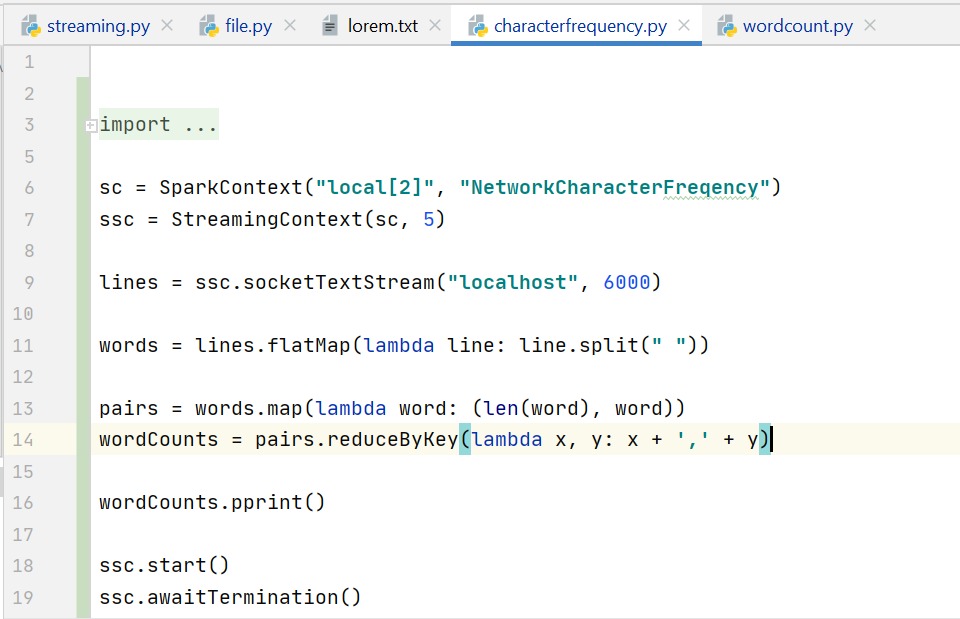 streaming.py file.py lorem.txt characterfrequency.py wordcount.py
1
2
3 import ...
5
6 sc = SparkContext("local[2]", "NetworkCharacterFreqency")
7 ssc = StreamingContext(sc, 5)
8
9 lines = ssc.socketTextStream("localhost", 6000)
10
11 words = lines.flatMap(lambda line: line.split(" "))
12
13 pairs = words.map(lambda word: (len(word), word))
14 wordCounts = pairs.reduceByKey(lambda x, y: x + ',' + y)
15
16 wordCounts.pprint()
17
18 ssc.start()
19 ssc.awaitTermination()